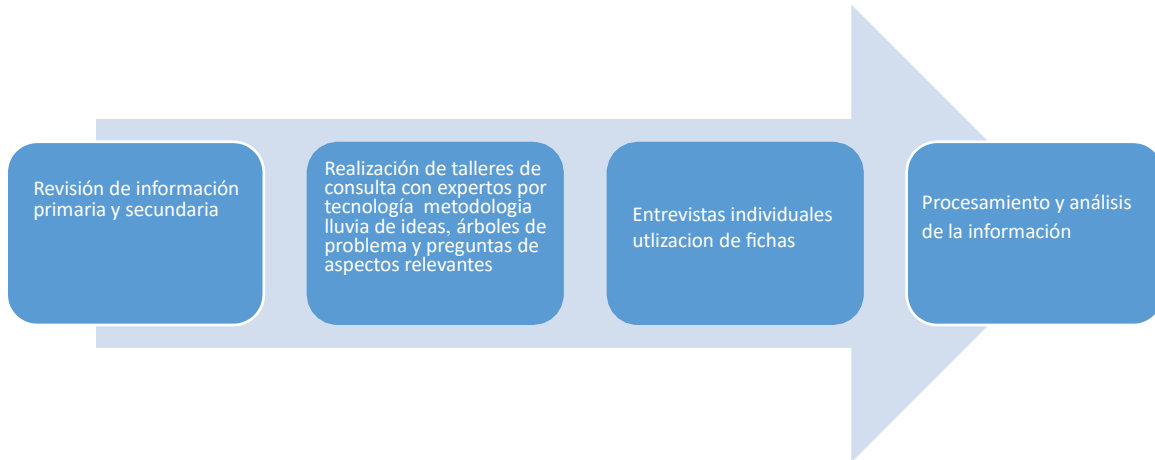 Revisión de información
primaria y secundaria
Realización de talleres de
consulta con expertos por
tecnología  metodologia
lluvia de ideas, árboles de
problema y preguntas de
aspectos relevantes
Entrevistas individuales
utlizacion de fichas
Procesamiento y análisis
de la información